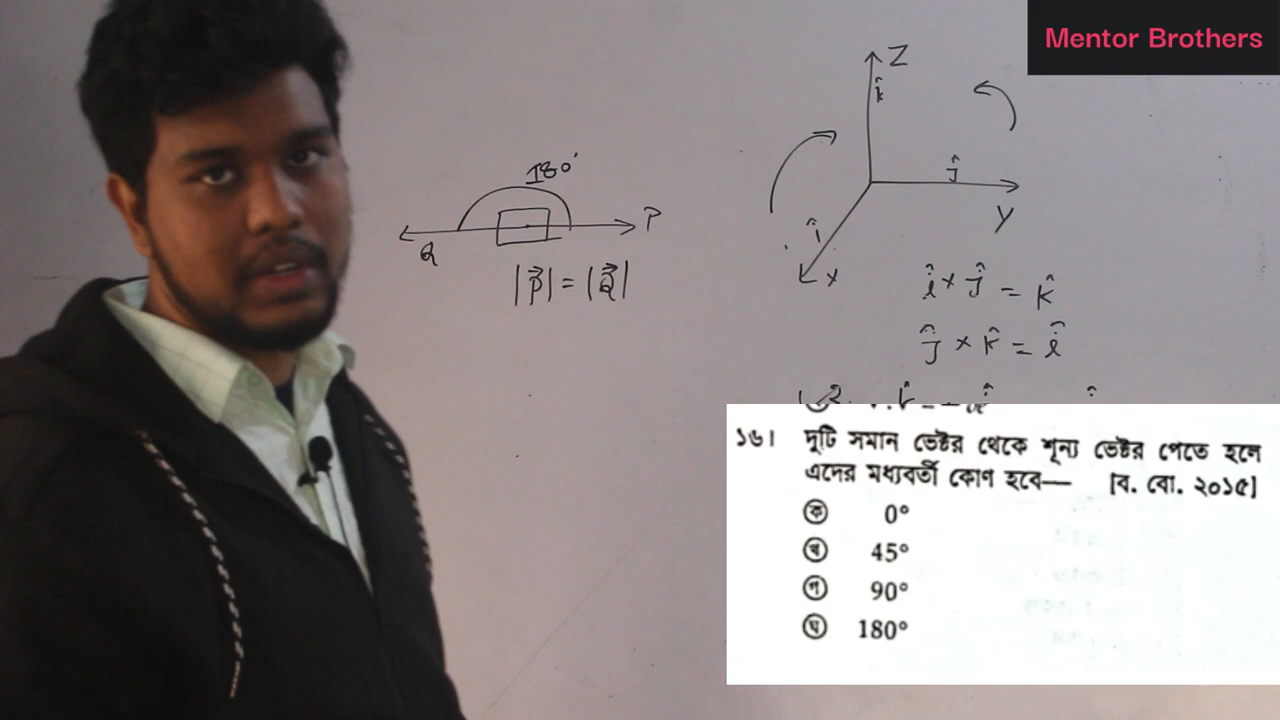 Mentor Brothers
180°
P
Q
|P⃗| = |Q⃗|
Z
k̂
ĵ
Y
î
x
î × ĵ = k̂
ĵ × k̂ = î
১৬। দুটি সমান ভেক্টর থেকে শূন্য ভেক্টর পেতে হলে
এদের মধ্যবর্তী কোণ হবে— [ব. বো. ২০১৫]
ক 0°
খ 45°
গ 90°
ঘ 180°